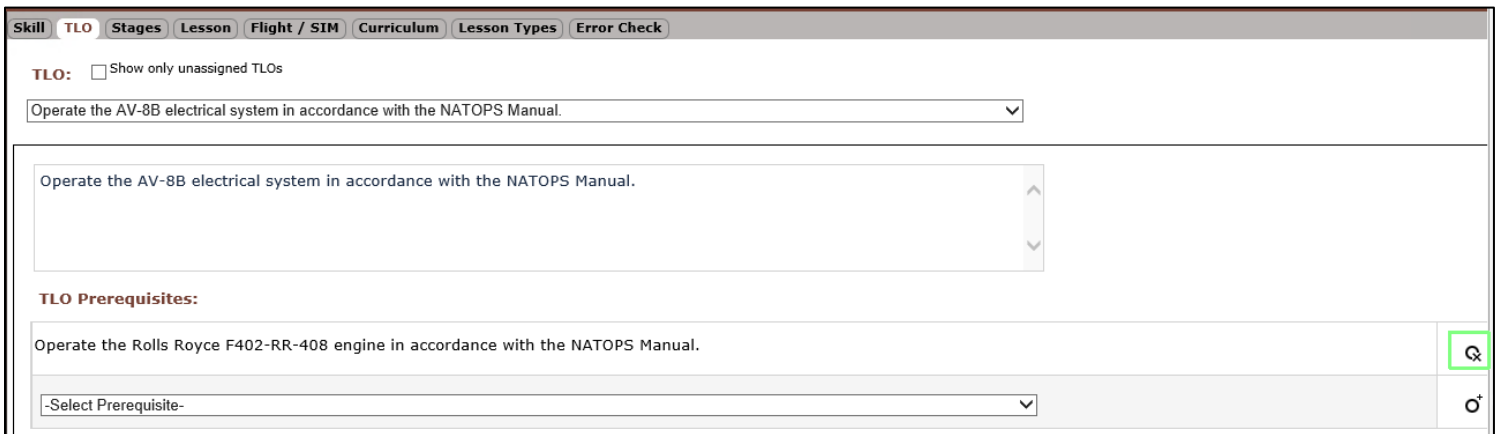 Skill TLO Stages Lesson Flight / SIM Curriculum Lesson Types Error Check
TLO: Show only unassigned TLOs
Operate the AV-8B electrical system in accordance with the NATOPS Manual.
Operate the AV-8B electrical system in accordance with the NATOPS Manual.
TLO Prerequisites:
Operate the Rolls Royce F402-RR-408 engine in accordance with the NATOPS Manual.
-Select Prerequisite-